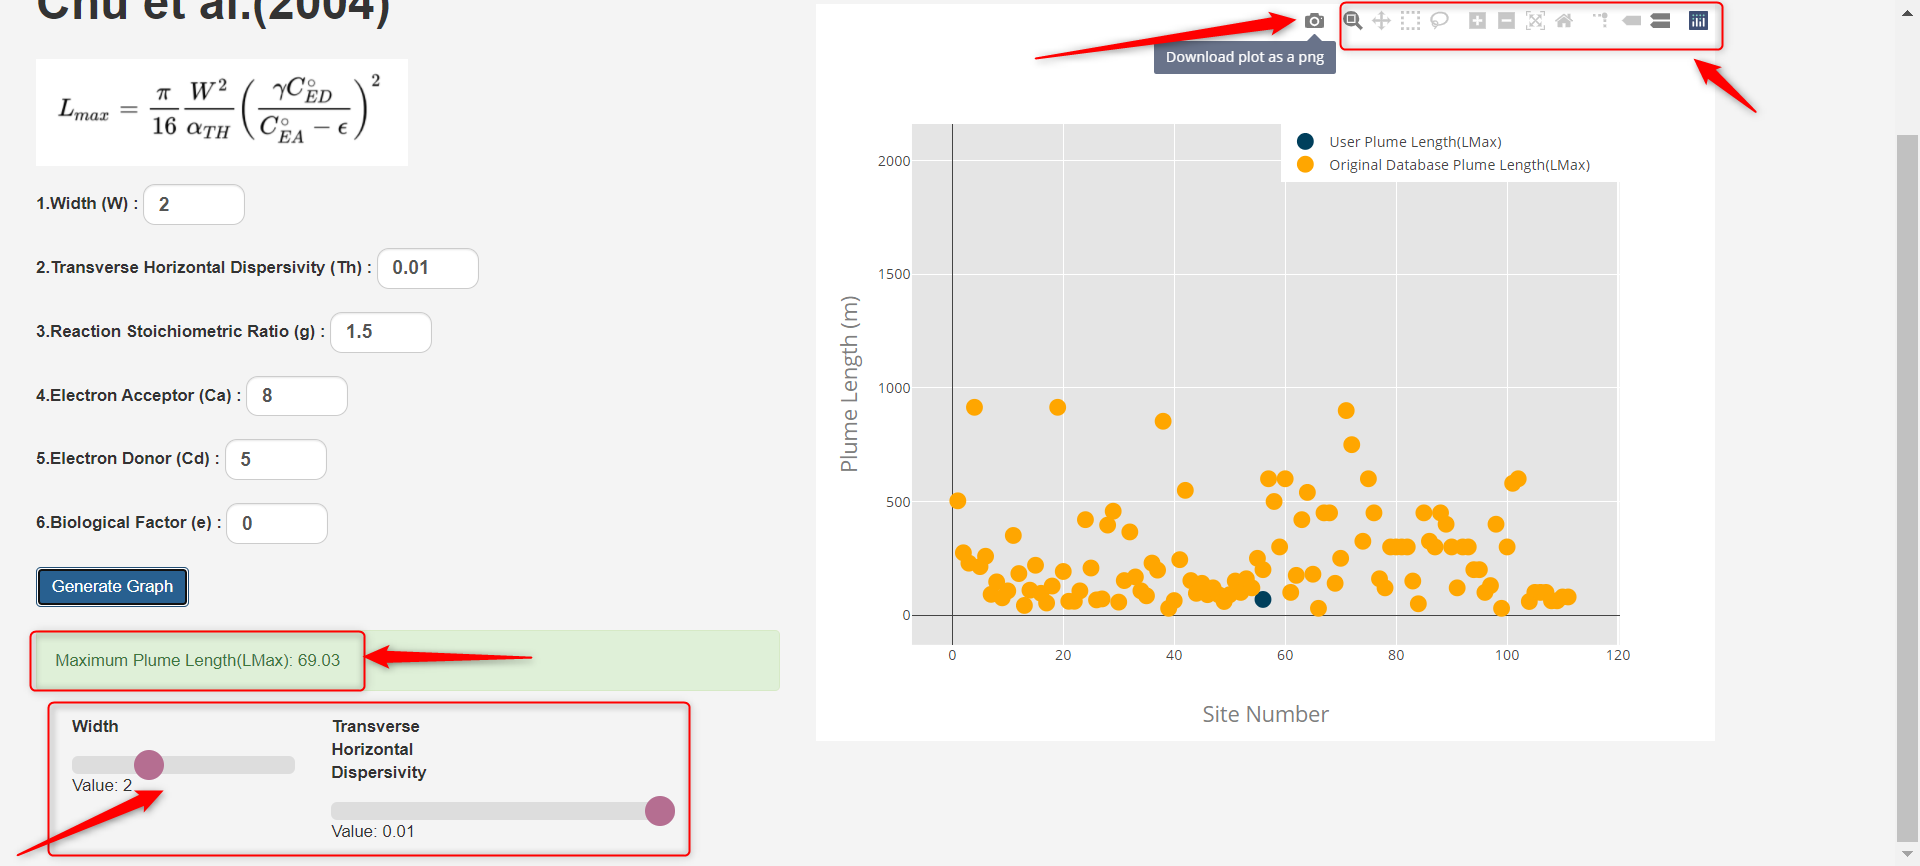 Chu et al.(2004)
L_{max} = \frac{\pi}{16} \frac{W^2}{\alpha_{TH}} \left( \frac{\gamma C^{\circ}_{ED}}{C^{\circ}_{EA} - \epsilon} \right)^2
1.Width (W) : 2
2.Transverse Horizontal Dispersivity (Th) : 0.01
3.Reaction Stoichiometric Ratio (g) : 1.5
4.Electron Acceptor (Ca) : 8
5.Electron Donor (Cd) : 5
6.Biological Factor (e) : 0
Generate Graph
Maximum Plume Length(LMax): 69.03
Width
Value: 2
Transverse
Horizontal
Dispersivity
Value: 0.01
Download plot as a png
User Plume Length(LMax)
Original Database Plume Length(LMax)
Plume Length (m)
2000
1500
1000
500
0
0 20 40 60 80 100 120
Site Number